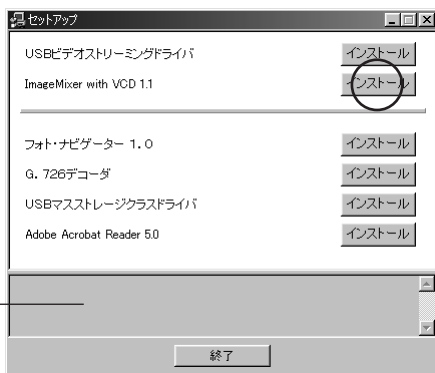 セットアップ
USBビデオストリーミングドライバ インストール
ImageMixer with VCD 1.1 インストール
フォト・ナビゲーター 1.0 インストール
G.726デコーダ インストール
USBマスストレージクラスドライバ インストール
Adobe Acrobat Reader 5.0 インストール
終了